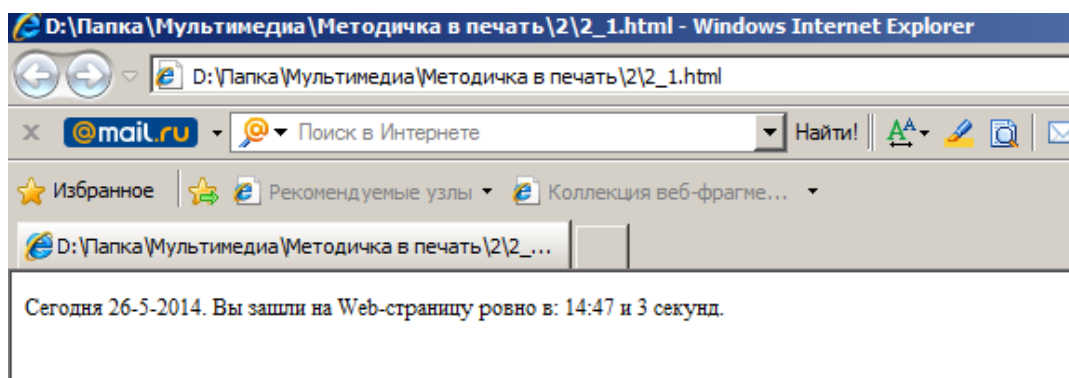 D:\Папка\Мультимедиа\Методичка в печать\2\2_1.html - Windows Internet Explorer
D:\Папка\Мультимедиа\Методичка в печать\2\2_1.html
x @mail.ru Поиск в Интернете Найти! AA
Избранное Рекомендуемые узлы Коллекция веб-фрагме...
D:\Папка\Мультимедиа\Методичка в печать\2\2_...
Сегодня 26-5-2014. Вы зашли на Web-страницу ровно в: 14:47 и 3 секунд.